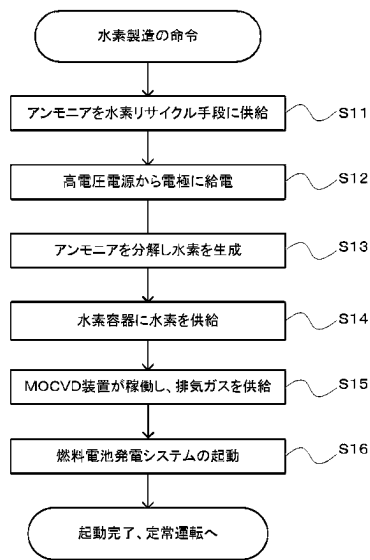 水素製造の命令
アンモニアを水素リサイクル手段に供給 S11
高電圧電源から電極に給電 S12
アンモニアを分解し水素を生成 S13
水素容器に水素を供給 S14
MOCVD装置が稼働し、排気ガスを供給 S15
燃料電池発電システムの起動 S16
起動完了、定常運転へ